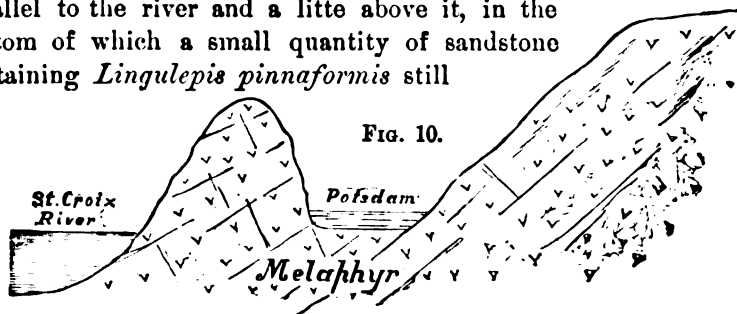 allel to the river and a litte above it, in the
tom of which a small quantity of sandstone
taining Lingulepis pinnaformis still
FIG. 10.
St. Croix
River
Potsdam
Melaphyr